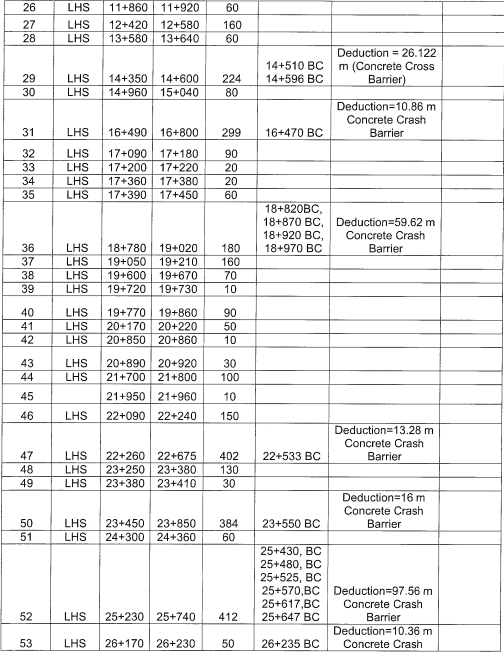 26 LHS 11+860 11+920 60
27 LHS 12+420 12+580 160
28 LHS 13+580 13+640 60
Deduction = 26.122
14+510 BC m (Concrete Cross
29 LHS 14+350 14+600 224 14+596 BC Barrier)
30 LHS 14+960 15+040 80
Deduction=10.86 m
Concrete Crash
31 LHS 16+490 16+800 299 16+470 BC Barrier
32 LHS 17+090 17+180 90
33 LHS 17+200 17+220 20
34 LHS 17+360 17+380 20
35 LHS 17+390 17+450 60
18+820BC,
18+870 BC, Deduction=59.62 m
18+920 BC, Concrete Crash
36 LHS 18+780 19+020 180 18+970 BC Barrier
37 LHS 19+050 19+210 160
38 LHS 19+600 19+670 70
39 LHS 19+720 19+730 10
40 LHS 19+770 19+860 90
41 LHS 20+170 20+220 50
42 LHS 20+850 20+860 10
43 LHS 20+890 20+920 30
44 LHS 21+700 21+800 100
45 21+950 21+960 10
46 LHS 22+090 22+240 150
Deduction=13.28 m
Concrete Crash
47 LHS 22+260 22+675 402 22+533 BC Barrier
48 LHS 23+250 23+380 130
49 LHS 23+380 23+410 30
Deduction=16 m
Concrete Crash
50 LHS 23+450 23+850 384 23+550 BC Barrier
51 LHS 24+300 24+360 60
25+430, BC
25+480, BC
25+525, BC
25+570,BC Deduction=97.56 m
25+617,BC Concrete Crash
52 LHS 25+230 25+740 412 25+647 BC Barrier
Deduction=10.36 m
53 LHS 26+170 26+230 50 26+235 BC Concrete Crash